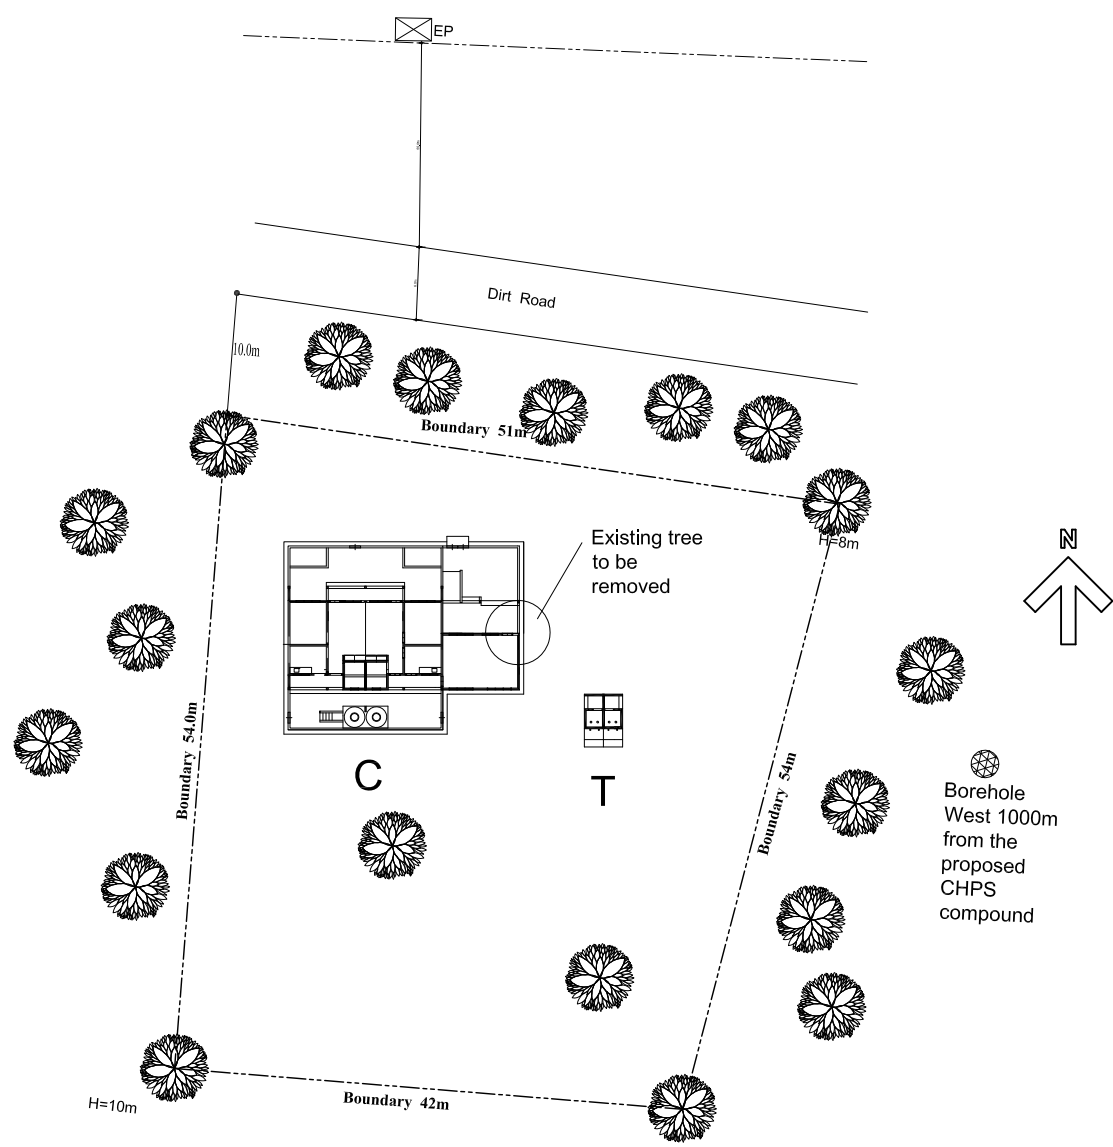 EP
Dirt Road
10.0m
Boundary 51m
H=8m
Existing tree
to be
removed
N
Boundary 54.0m
Boundary 54m
C
T
Borehole
West 1000m
from the
proposed
CHPS
compound
Boundary 42m
H=10m